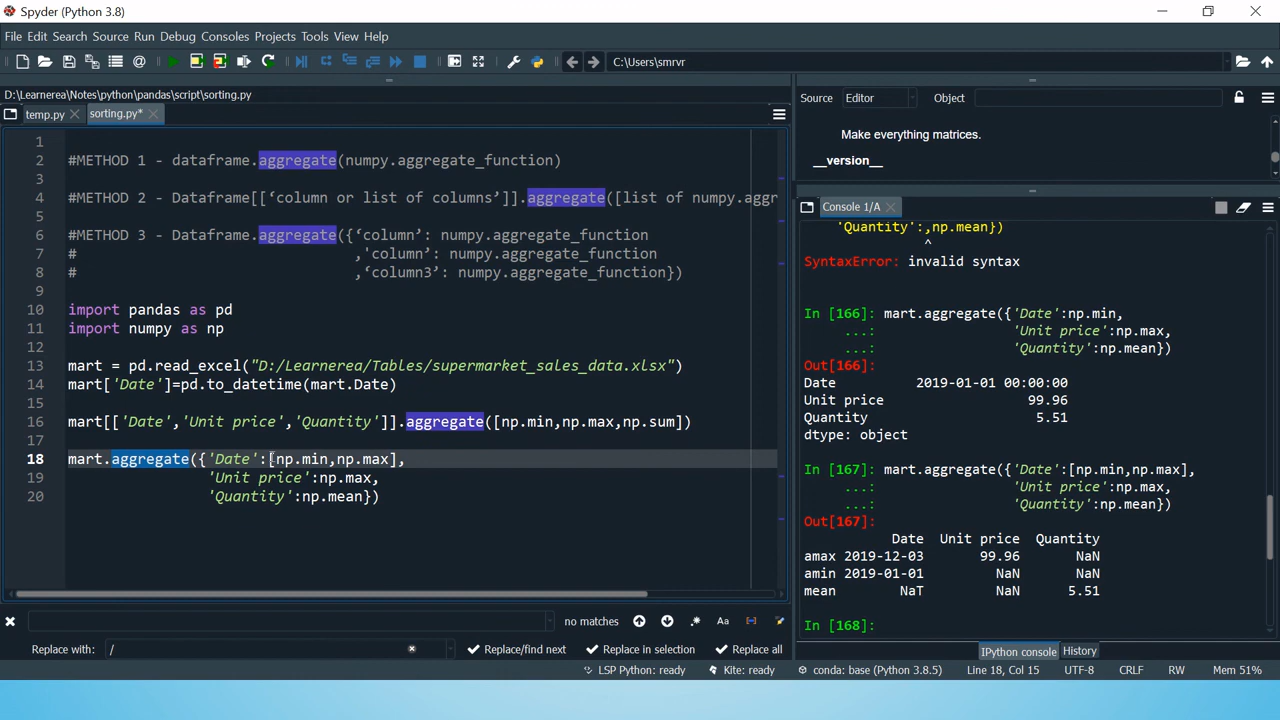 Spyder (Python 3.8)
File Edit Search Source Run Debug Consoles Projects Tools View Help
C:\Users\smrvr
D:\Learnerea\Notes\python\pandas\script\sorting.py
temp.py
sorting.py*
1
2 #METHOD 1 - dataframe.aggregate(numpy.aggregate_function)
3
4 #METHOD 2 - Dataframe[[‘column or list of columns’]].aggregate([list of numpy.aggr
5
6 #METHOD 3 - Dataframe.aggregate({‘column’: numpy.aggregate_function
7 # ,'column’: numpy.aggregate_function
8 # ,‘column3’: numpy.aggregate_function})
9
10 import pandas as pd
11 import numpy as np
12
13 mart = pd.read_excel("D:/Learnerea/Tables/supermarket_sales_data.xlsx")
14 mart['Date']=pd.to_datetime(mart.Date)
15
16 mart[['Date','Unit price','Quantity']].aggregate([np.min,np.max,np.sum])
17
18 mart.aggregate({'Date':[np.min,np.max],
19 'Unit price':np.max,
20 'Quantity':np.mean})
no matches
Aa
Replace with: /
Replace/find next
Replace in selection
Replace all
Source Editor Object
Make everything matrices.
__version__
Console 1/A
'Quantity':,np.mean})
^
SyntaxError: invalid syntax
In [166]: mart.aggregate({'Date':np.min,
...: 'Unit price':np.max,
...: 'Quantity':np.mean})
Out[166]:
Date 2019-01-01 00:00:00
Unit price 99.96
Quantity 5.51
dtype: object
In [167]: mart.aggregate({'Date':[np.min,np.max],
...: 'Unit price':np.max,
...: 'Quantity':np.mean})
Out[167]:
Date Unit price Quantity
amax 2019-12-03 99.96 NaN
amin 2019-01-01 NaN NaN
mean NaT NaN 5.51
In [168]:
IPython console History
LSP Python: ready Kite: ready conda: base (Python 3.8.5) Line 18, Col 15 UTF-8 CRLF RW Mem 51%